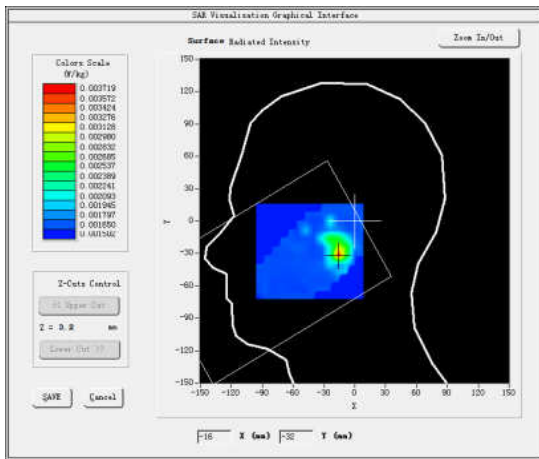 SAR Visualisation Graphical Interface
Surface Radiated Intensity
Zoom In/Out
Colors Scale
(W/kg)
0.003719
0.003572
0.003424
0.003276
0.003128
0.002980
0.002832
0.002685
0.002537
0.002389
0.002241
0.002093
0.001945
0.001797
0.001650
0.001502
150
120
90
60
30
0
-30
-60
-90
-120
-150
Y
-150 -120 -90 -60 -30 0 30 60 90 120 150
X
Z-Cuts Control
Upper Cut
Z = mm
Lower Cut
SAVE Cancel
-16 X (mm) -32 Y (mm)